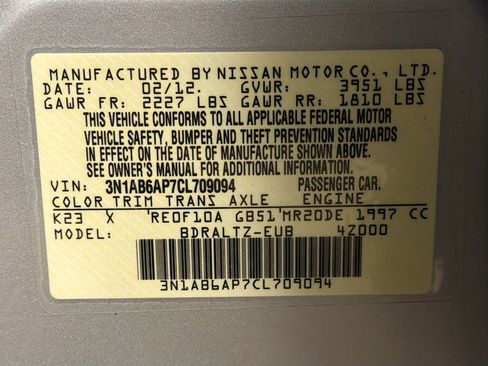 MANUFACTURED BY NISSAN MOTOR CO., LTD.
DATE: 02/12. GVWR: 3951 LBS
GAWR FR: 2227 LBS GAWR RR: 1810 LBS
THIS VEHICLE CONFORMS TO ALL APPLICABLE FEDERAL MOTOR
VEHICLE SAFETY, BUMPER AND THEFT PREVENTION STANDARDS
IN EFFECT ON THE DATE OF MANUFACTURE SHOWN ABOVE.
SEE OWNER'S MANUAL FOR ADDITIONAL INFORMATION.
VIN: 3N1AB6AP7CL709094 PASSENGER CAR.
COLOR TRIM TRANS AXLE ENGINE
K23 X 'RE0F10A GB51'MR20DE 1997 CC
MODEL: BDRALTZ-EUB 4Z000
3N1AB6AP7CL709094